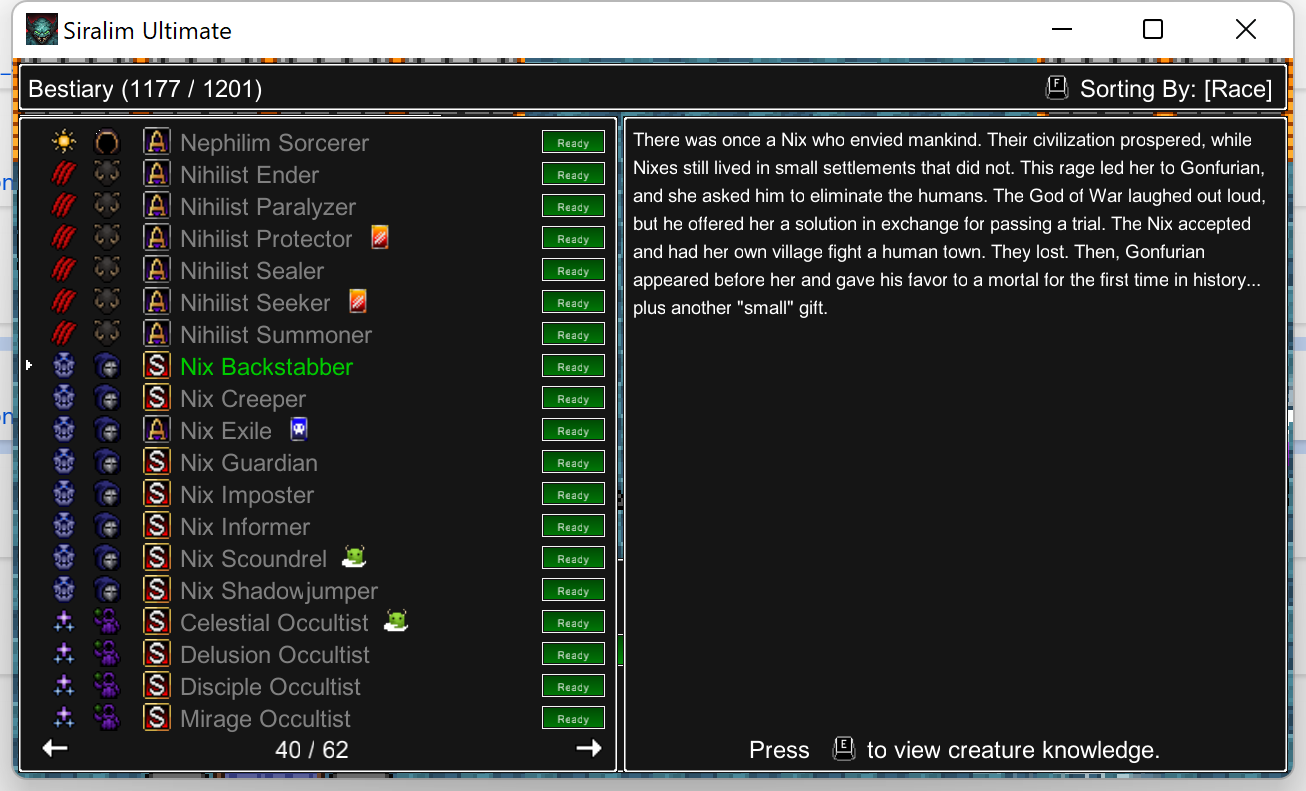 Siralim Ultimate
Bestiary (1177 / 1201)
F Sorting By: [Race]
A Nephilim Sorcerer Ready
A Nihilist Ender Ready
A Nihilist Paralyzer Ready
A Nihilist Protector Ready
A Nihilist Sealer Ready
A Nihilist Seeker Ready
A Nihilist Summoner Ready
S Nix Backstabber Ready
S Nix Creeper Ready
A Nix Exile Ready
S Nix Guardian Ready
S Nix Imposter Ready
S Nix Informer Ready
S Nix Scoundrel Ready
S Nix Shadowjumper Ready
S Celestial Occultist Ready
S Delusion Occultist Ready
S Disciple Occultist Ready
S Mirage Occultist Ready
40 / 62
There was once a Nix who envied mankind. Their civilization prospered, while
Nixes still lived in small settlements that did not. This rage led her to Gonfurian,
and she asked him to eliminate the humans. The God of War laughed out loud,
but he offered her a solution in exchange for passing a trial. The Nix accepted
and had her own village fight a human town. They lost. Then, Gonfurian
appeared before her and gave his favor to a mortal for the first time in history...
plus another "small" gift.
Press E to view creature knowledge.